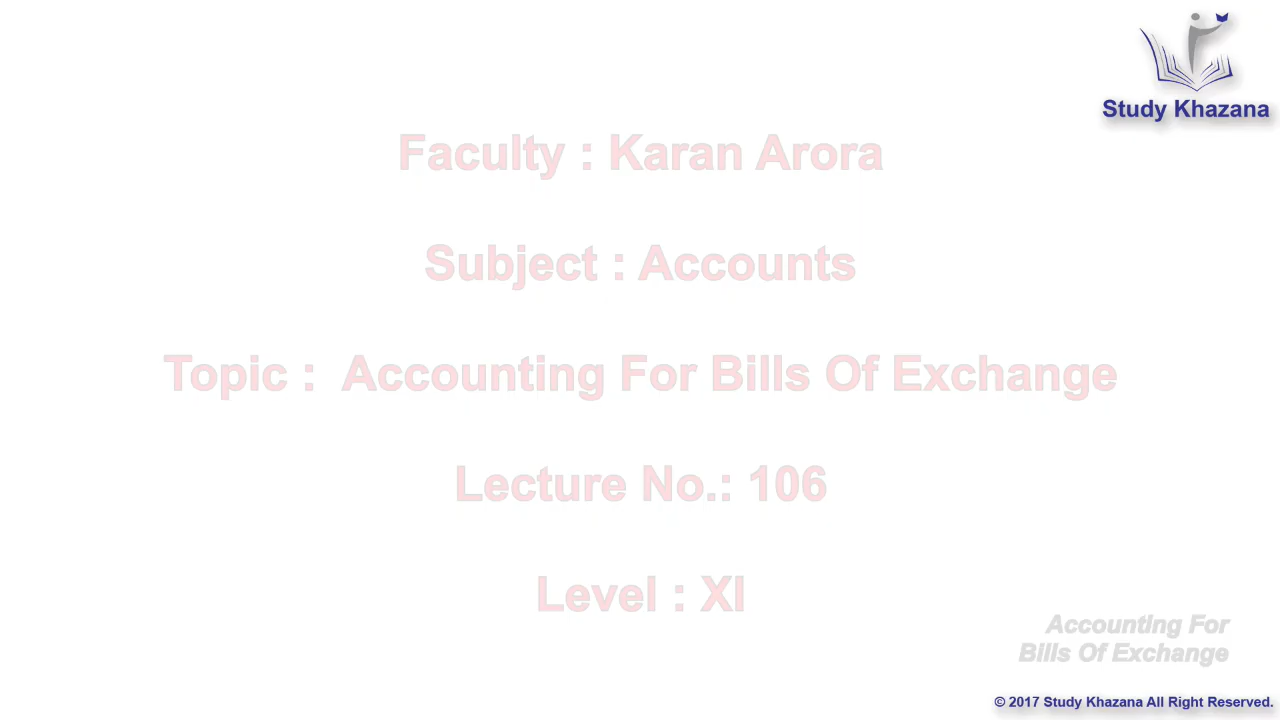 Study Khazana
Faculty : Karan Arora
Subject : Accounts
Topic :  Accounting For Bills Of Exchange
Lecture No.: 106
Level : XI
Accounting For
Bills Of Exchange
© 2017 Study Khazana All Right Reserved.